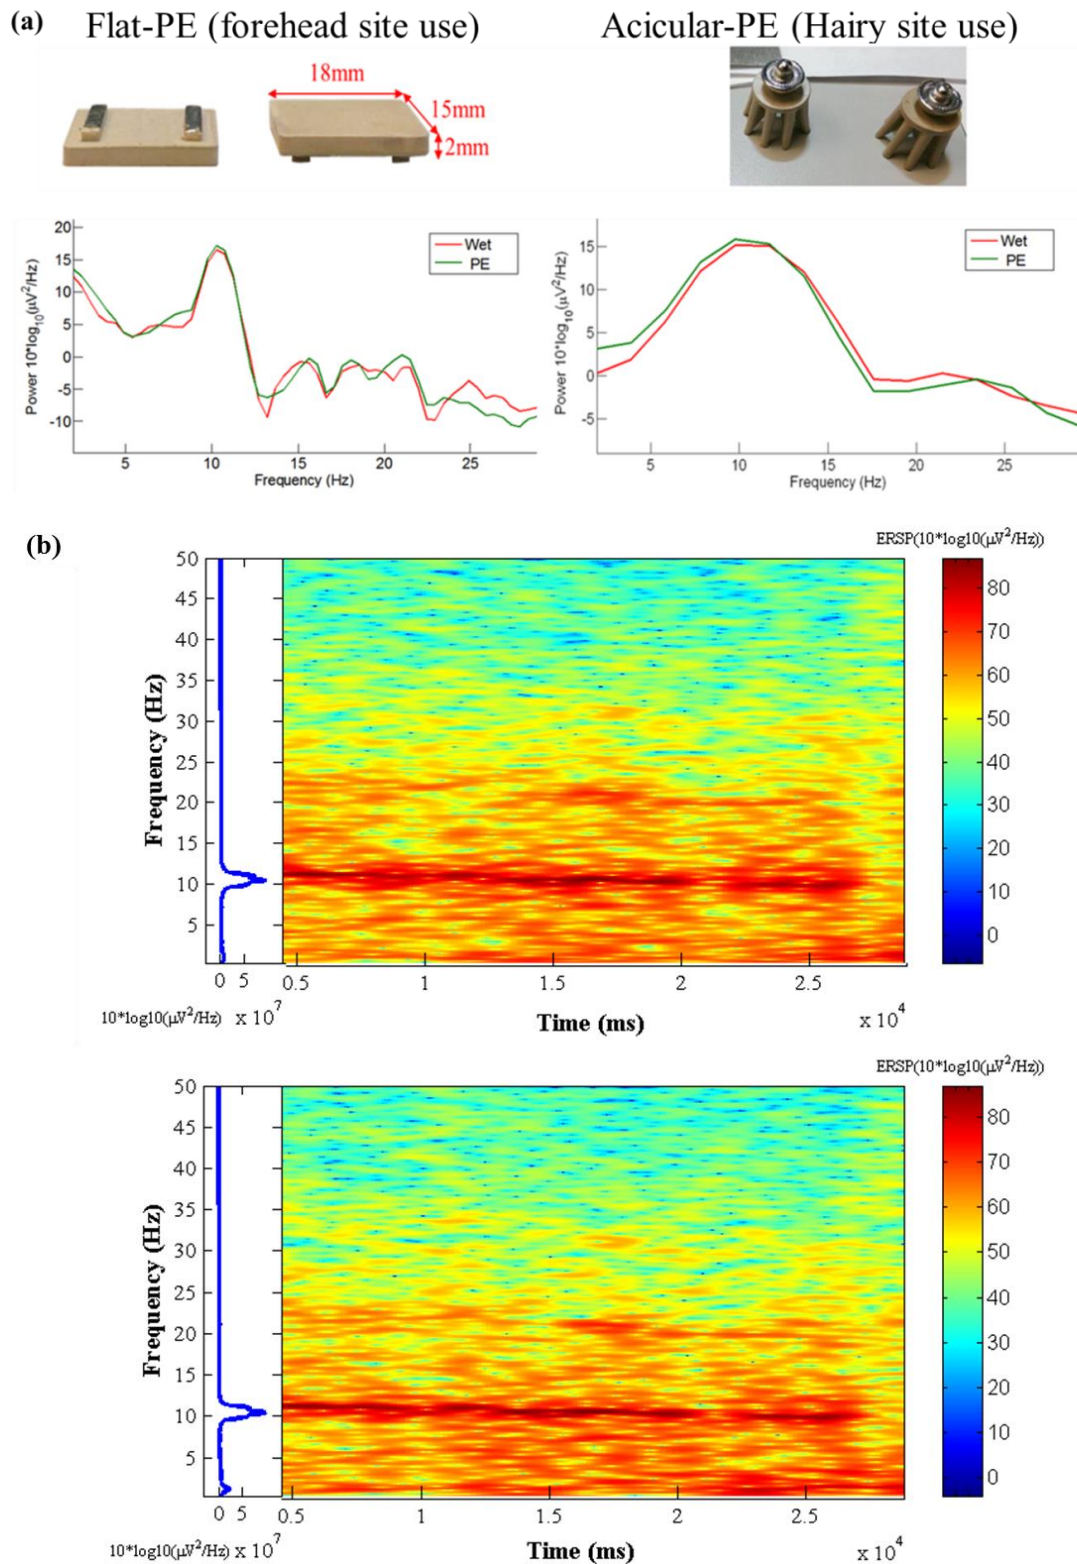 (a)
Flat-PE (forehead site use)
Acicular-PE (Hairy site use)
18mm
15mm
2mm
20
15
10
5
0
-5
-10
Power 10*log10(µV²/Hz)
Wet
PE
5 10 15 20 25
Frequency (Hz)
15
10
5
0
-5
Power 10*log10(µV²/Hz)
Wet
PE
5 10 15 20 25
Frequency (Hz)
(b)
ERSP(10*log10(µV²/Hz))
50
45
40
35
30
25
20
15
10
5
Frequency (Hz)
80
70
60
50
40
30
20
10
0
0 5
0.5 1 1.5 2 2.5
10*log10(µV²/Hz) x 10⁷
Time (ms)
x 10⁴
ERSP(10*log10(µV²/Hz))
50
45
40
35
30
25
20
15
10
5
Frequency (Hz)
80
70
60
50
40
30
20
10
0
0 5
0.5 1 1.5 2 2.5
10*log10(µV²/Hz) x 10⁷
Time (ms)
x 10⁴